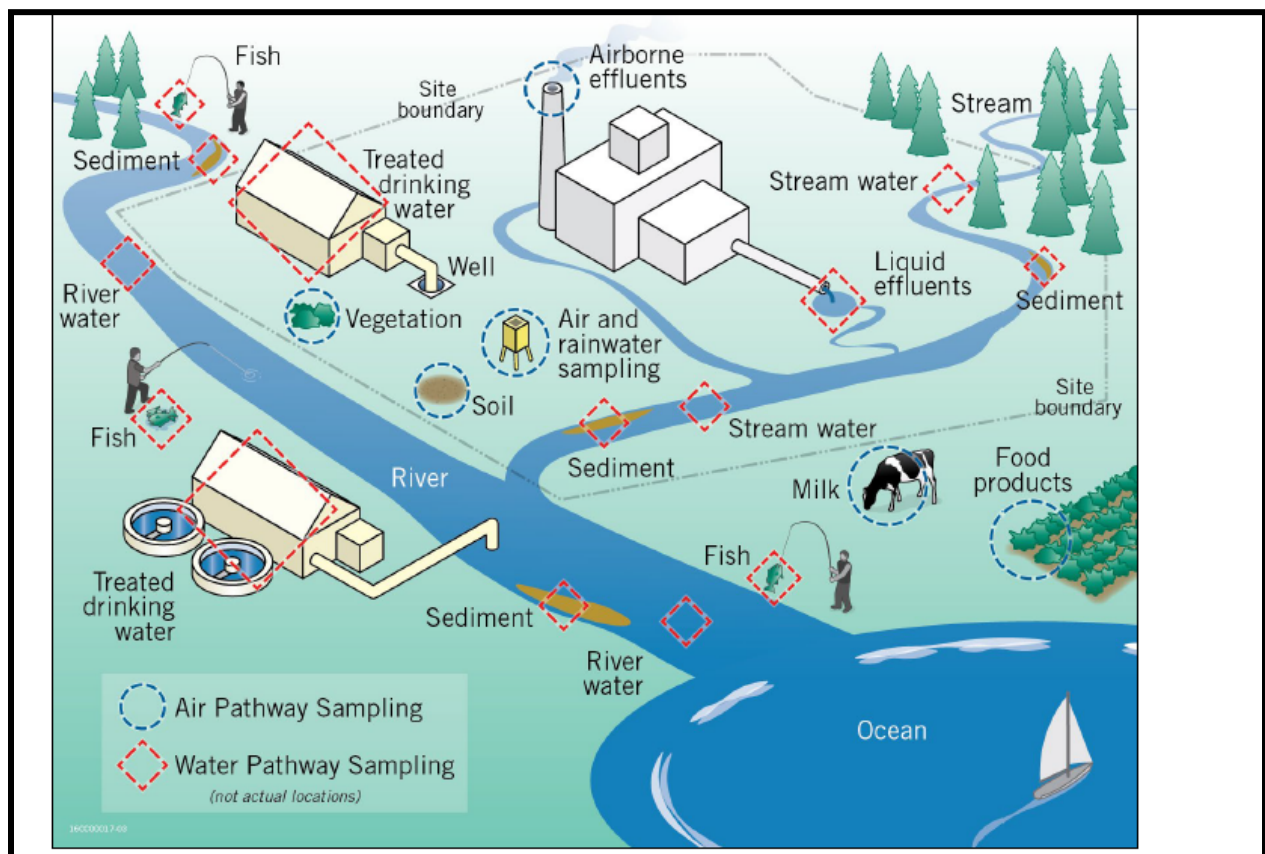 Fish
Airborne
effluents
Site
boundary
Stream
Sediment
Treated
drinking
water
Stream water
Well
Liquid
effluents
Sediment
River
water
Vegetation
Air and
rainwater
sampling
Soil
Site
boundary
Fish
Stream water
Sediment
River
Milk
Food
products
Fish
Treated
drinking
water
Sediment
River
water
Air Pathway Sampling
Water Pathway Sampling
(not actual locations)
Ocean